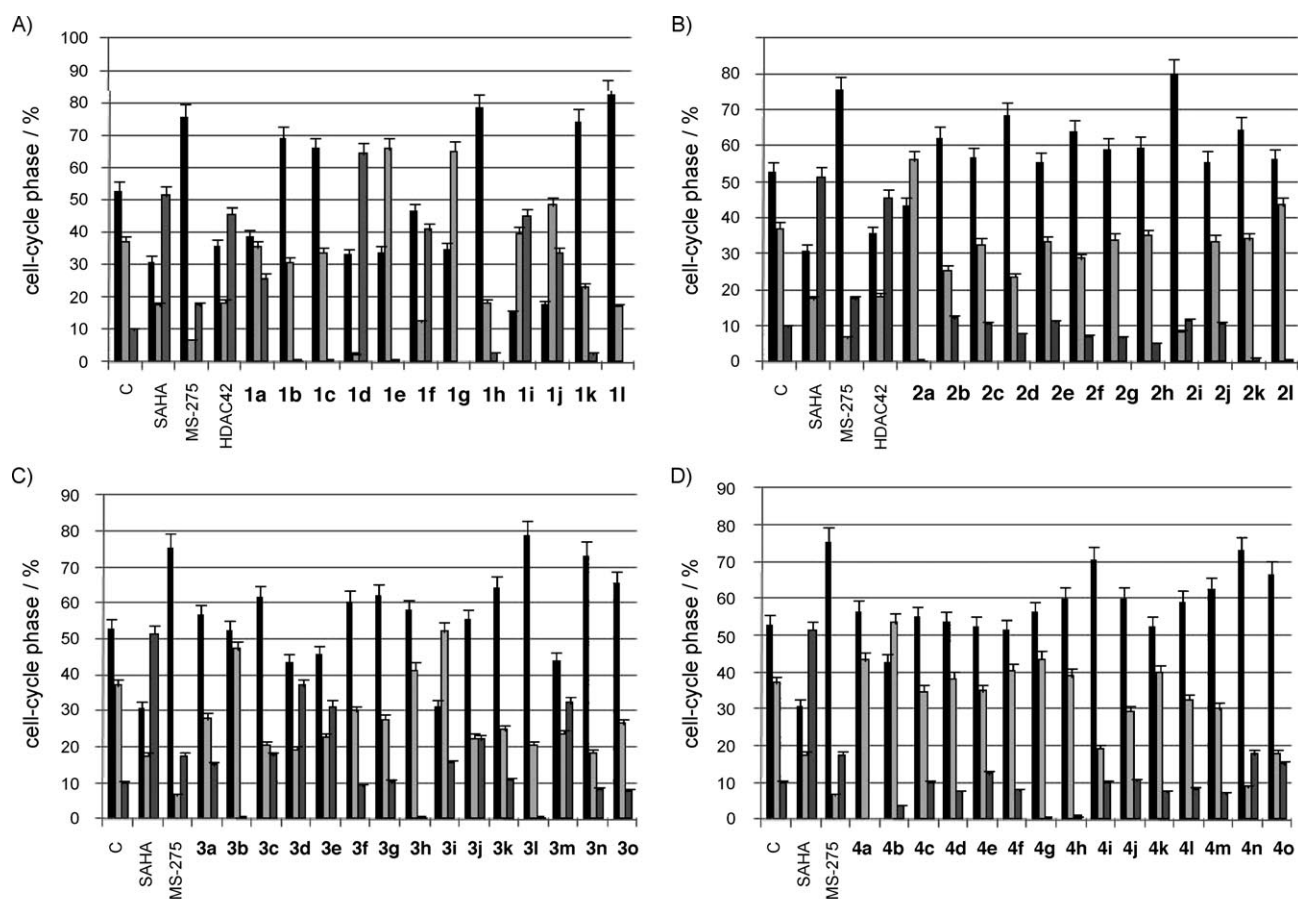 A)
100
90
80
70
60
50
40
30
20
10
0
cell-cycle phase / %
C
SAHA
MS-275
HDAC42
1a 1b 1c 1d 1e 1f 1g 1h 1i 1j 1k 1l
B)
80
70
60
50
40
30
20
10
0
cell-cycle phase / %
C
SAHA
MS-275
HDAC42
2a 2b 2c 2d 2e 2f 2g 2h 2i 2j 2k 2l
C)
90
80
70
60
50
40
30
20
10
0
cell-cycle phase / %
C
SAHA
MS-275
3a 3b 3c 3d 3e 3f 3g 3h 3i 3j 3k 3l 3m 3n 3o
D)
90
80
70
60
50
40
30
20
10
0
cell-cycle phase / %
C
SAHA
MS-275
4a 4b 4c 4d 4e 4f 4g 4h 4i 4j 4k 4l 4m 4n 4o